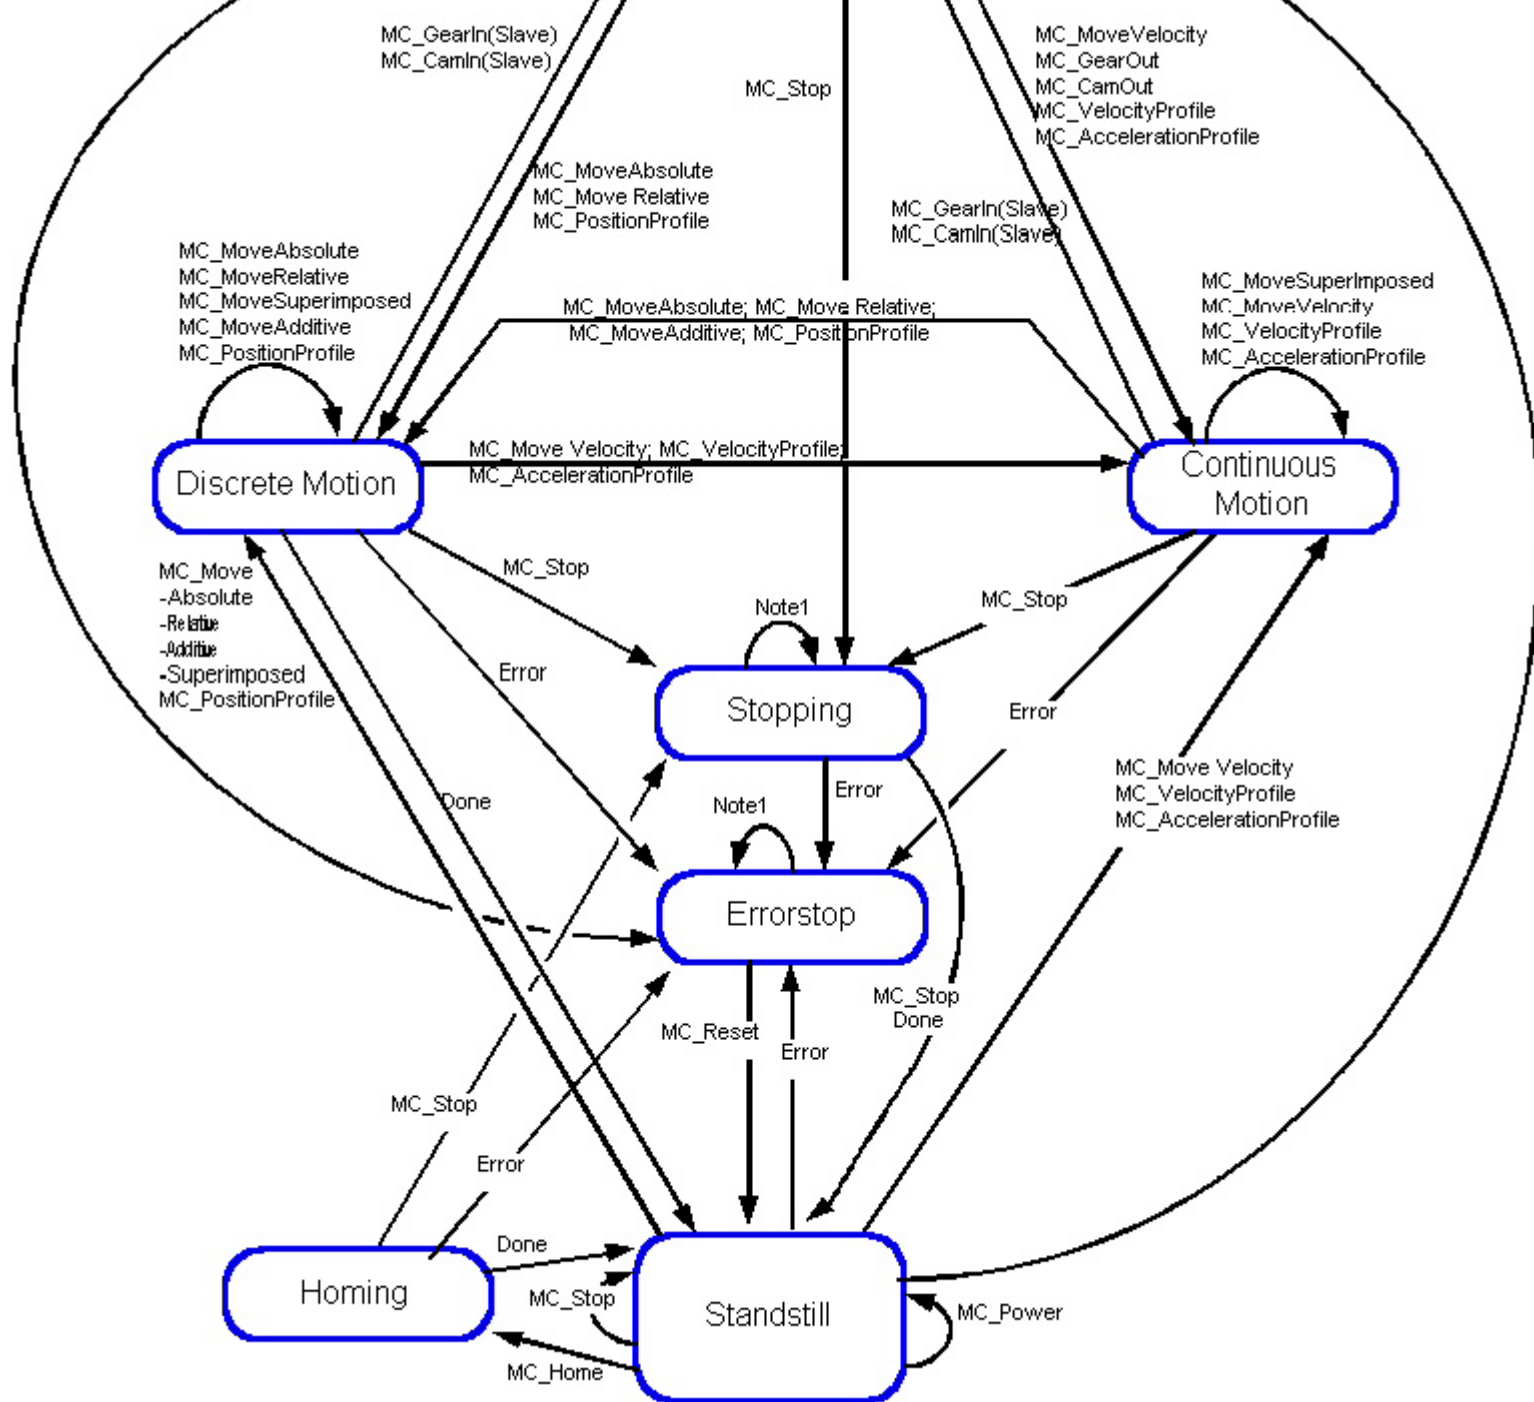 MC_GearIn(Slave)
MC_CamIn(Slave)
MC_Stop
MC_MoveVelocity
MC_GearOut
MC_CamOut
MC_VelocityProfile
MC_AccelerationProfile
MC_MoveAbsolute
MC_Move Relative
MC_PositionProfile
MC_GearIn(Slave)
MC_CamIn(Slave)
MC_MoveAbsolute
MC_MoveRelative
MC_MoveSuperimposed
MC_MoveAdditive
MC_PositionProfile
MC_MoveAbsolute; MC_Move Relative;
MC_MoveAdditive; MC_PositionProfile
MC_MoveSuperImposed
MC_MoveVelocity
MC_VelocityProfile
MC_AccelerationProfile
Discrete Motion
MC_Move Velocity; MC_VelocityProfile;
MC_AccelerationProfile
Continuous
Motion
MC_Move
-Absolute
-Relative
-Additive
-Superimposed
MC_PositionProfile
MC_Stop
Note1
MC_Stop
Error
Stopping
Error
Done
Note1
Error
MC_Move Velocity
MC_VelocityProfile
MC_AccelerationProfile
Errorstop
MC_Stop
Done
MC_Reset
Error
MC_Stop
Error
Done
Homing
MC_Stop
Standstill
MC_Power
MC_Home